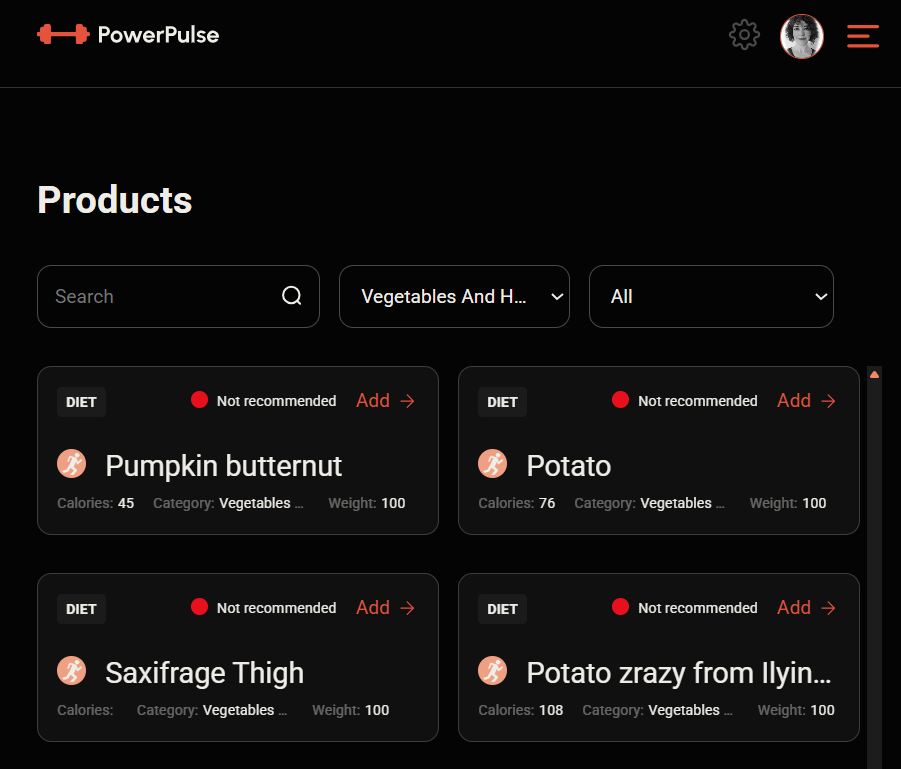 PowerPulse
Products
Search
Vegetables And H...
All
DIET
Not recommended
Add
Pumpkin butternut
Calories: 45 Category: Vegetables ... Weight: 100
DIET
Not recommended
Add
Potato
Calories: 76 Category: Vegetables ... Weight: 100
DIET
Not recommended
Add
Saxifrage Thigh
Calories: Category: Vegetables ... Weight: 100
DIET
Not recommended
Add
Potato zrazy from Ilyin...
Calories: 108 Category: Vegetables ... Weight: 100